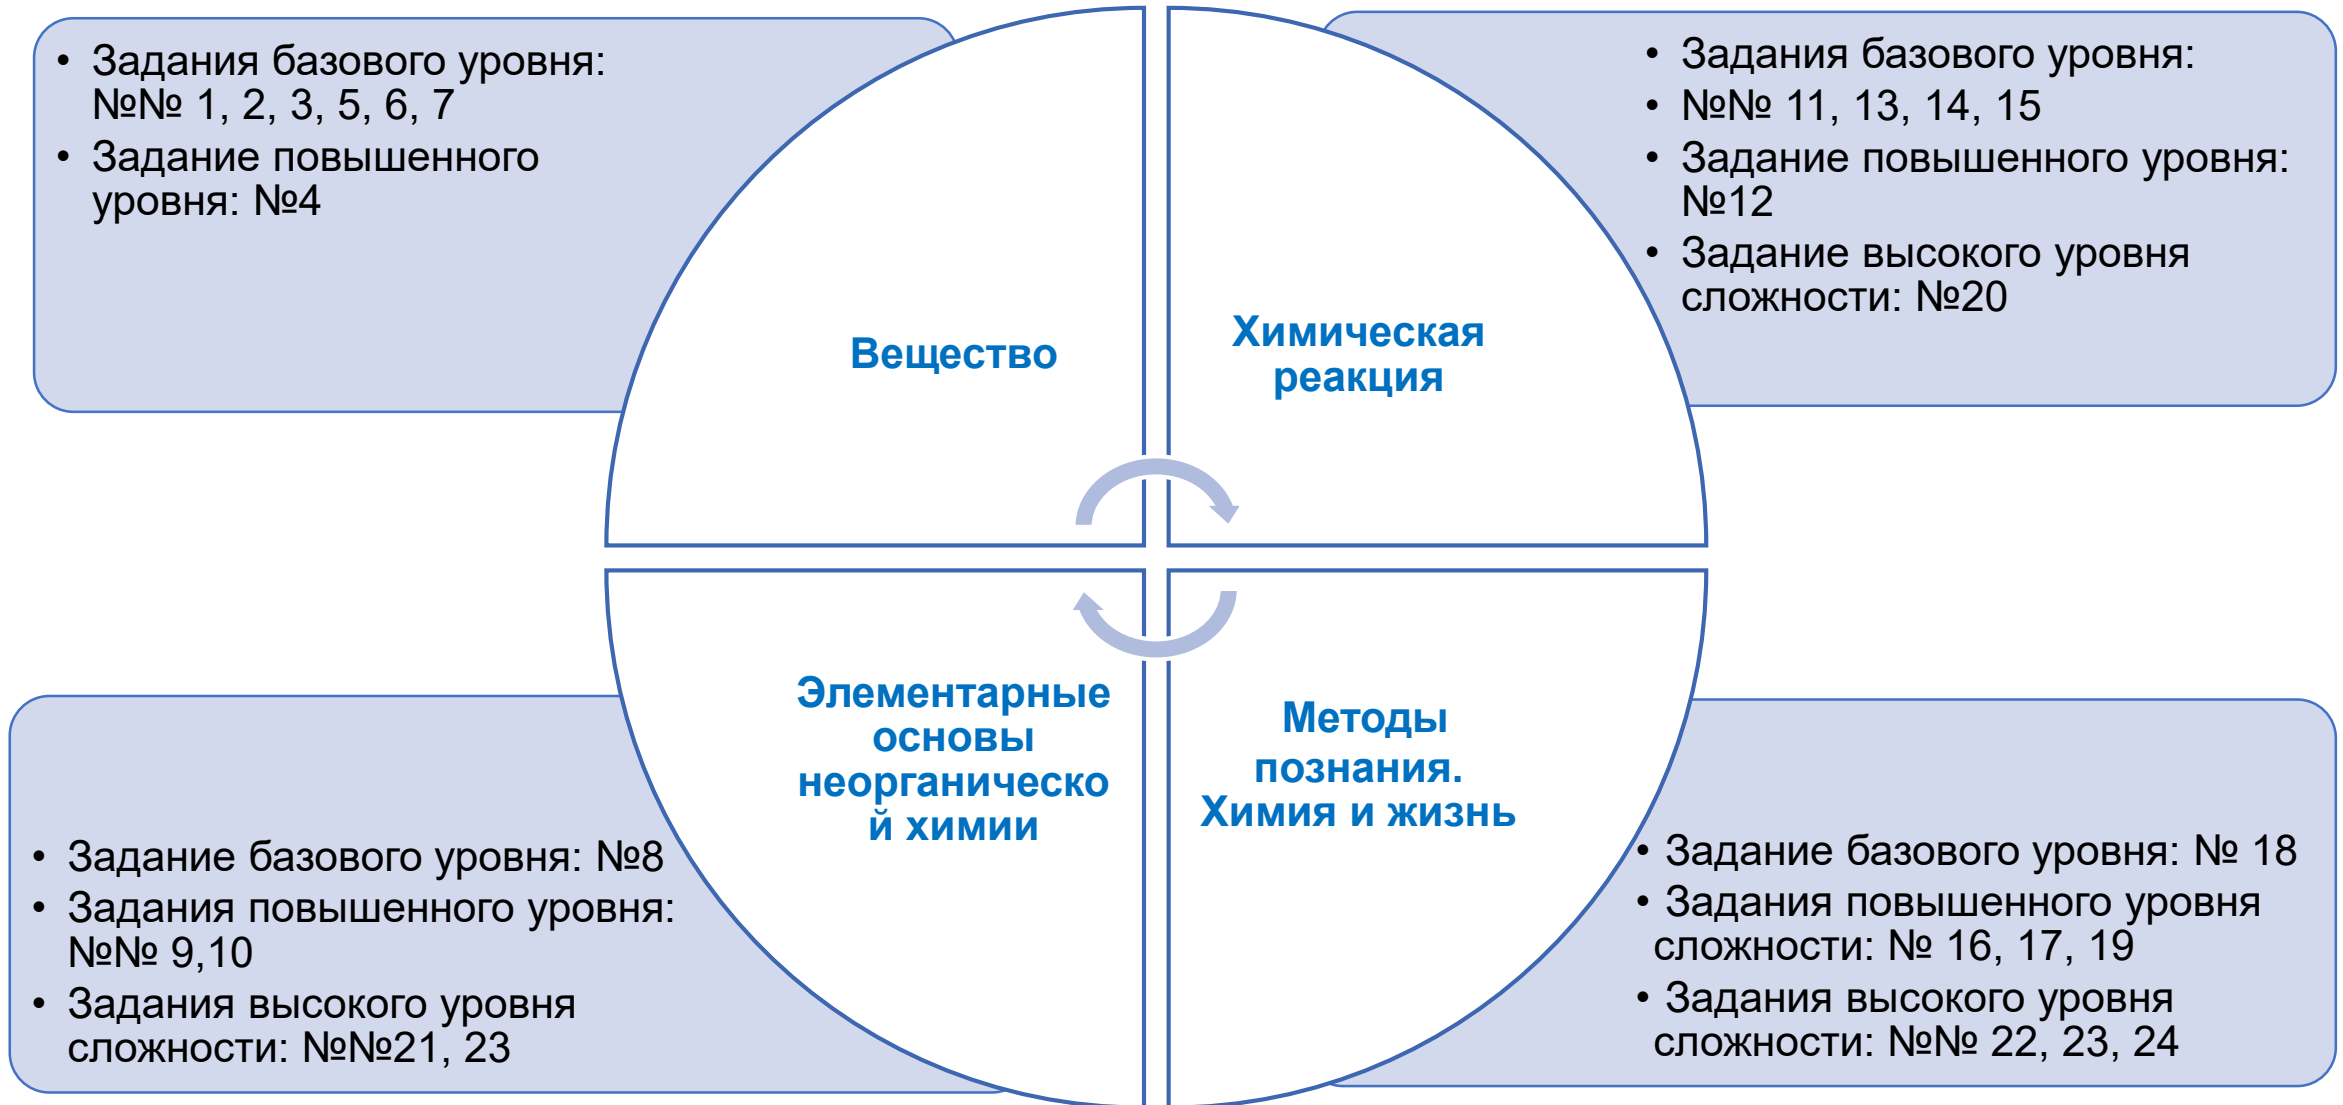 • Задания базового уровня:
№№ 1, 2, 3, 5, 6, 7
• Задание повышенного
уровня: №4
• Задания базового уровня:
• №№ 11, 13, 14, 15
• Задание повышенного уровня:
№12
• Задание высокого уровня
сложности: №20
Вещество
Химическая
реакция
Элементарные
основы
неорганическо
й химии
Методы
познания.
Химия и жизнь
• Задание базового уровня: №8
• Задания повышенного уровня:
№№ 9,10
• Задания высокого уровня
сложности: №№21, 23
• Задание базового уровня: № 18
• Задания повышенного уровня
сложности: № 16, 17, 19
• Задания высокого уровня
сложности: №№ 22, 23, 24